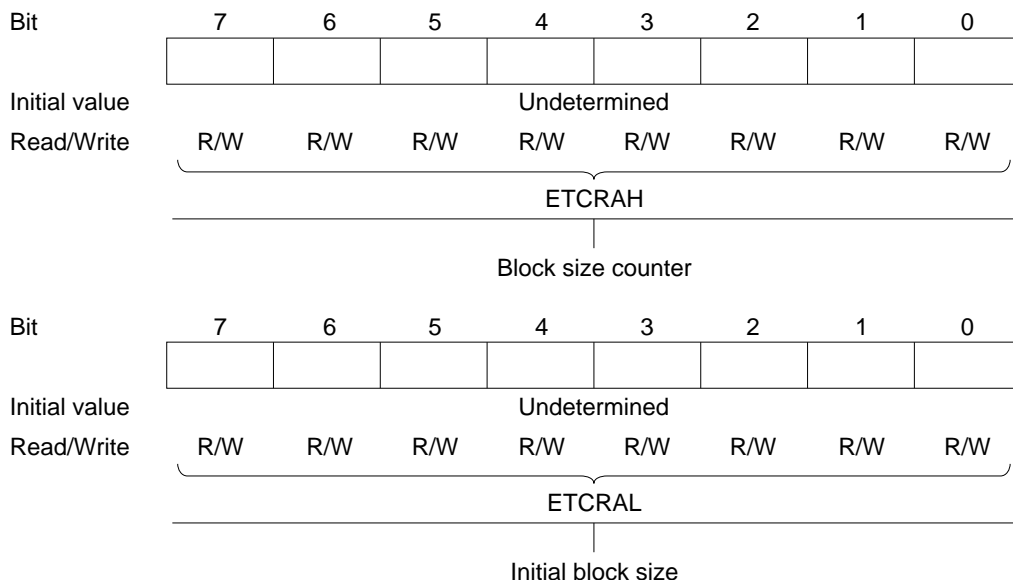 Bit 7 6 5 4 3 2 1 0
Initial value Undetermined
Read/Write R/W R/W R/W R/W R/W R/W R/W R/W
ETCRAH
Block size counter
Bit 7 6 5 4 3 2 1 0
Initial value Undetermined
Read/Write R/W R/W R/W R/W R/W R/W R/W R/W
ETCRAL
Initial block size